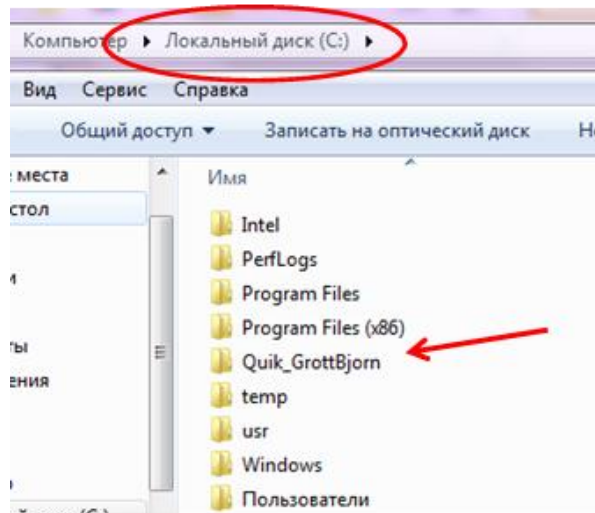 Компьютер ▸ Локальный диск (C:) ▸
Вид Сервис Справка
Общий доступ ▾ Записать на оптический диск
места
Имя
стол
Intel
PerfLogs
Program Files
Program Files (x86)
Quik_GrottBjorn
temp
usr
Windows
Пользователи